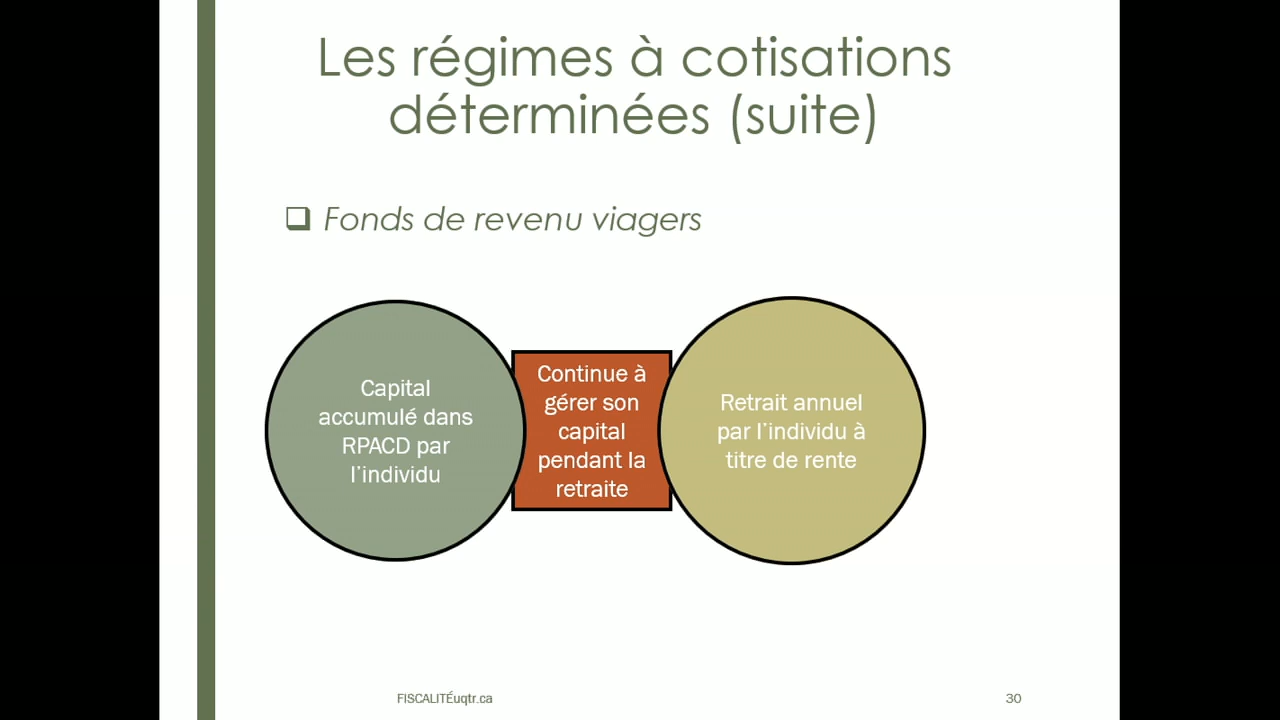 Les régimes à cotisations
déterminées (suite)
Fonds de revenu viagers
Capital
accumulé dans
RPACD par
l'individu
Continue à
gérer son
capital
pendant la
retraite
Retrait annuel
par l'individu à
titre de rente
FISCALITÉuqtr.ca
30